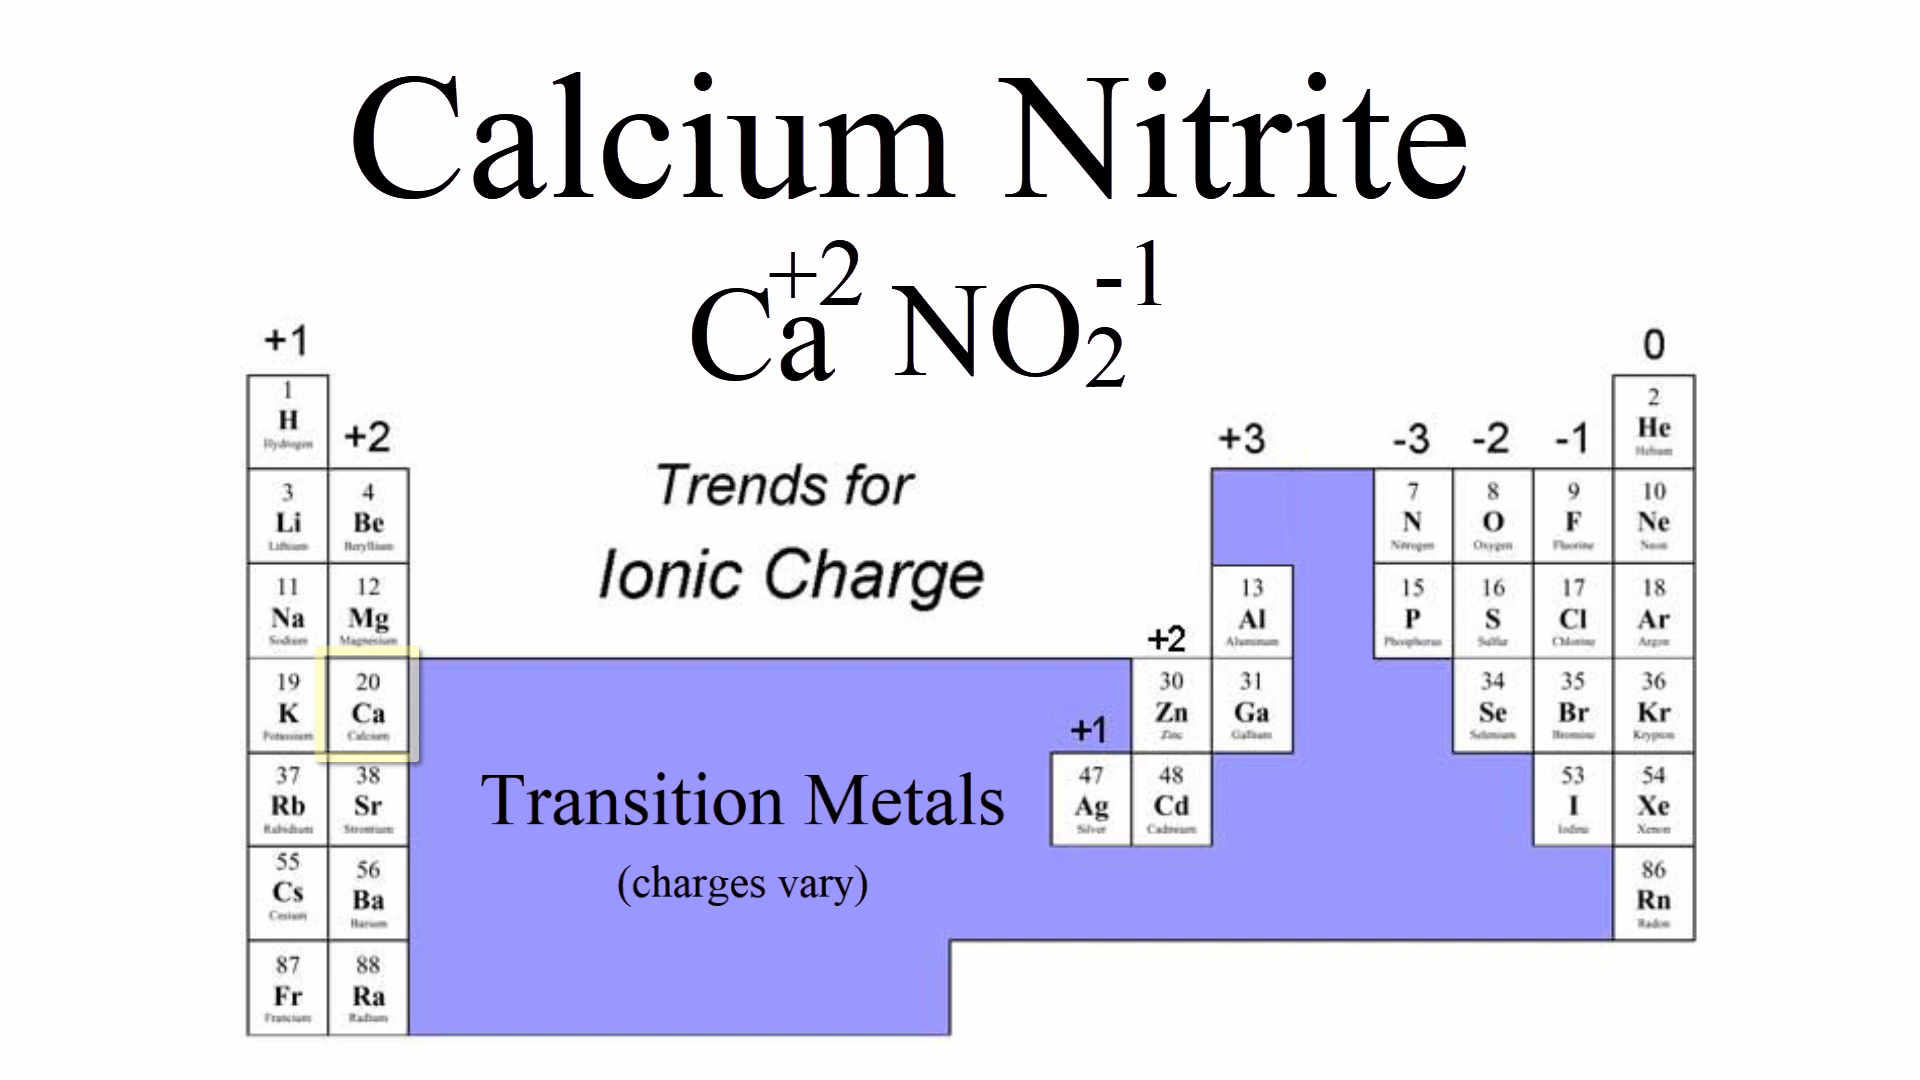 Calcium Nitrite
Ca+2 NO2-1
+1 0
+2 +3 -3 -2 -1
1 2
H He
Hydrogen Helium
Trends for
3 4 7 8 9 10
Li Be N O F Ne
Lithium Beryllium Nitrogen Oxygen Fluorine Neon
Ionic Charge
11 12 13 15 16 17 18
Na Mg Al P S Cl Ar
Sodium Magnesium Aluminum Phosphorus Sulfur Chlorine Argon
+2
19 20 30 31 34 35 36
K Ca Zn Ga Se Br Kr
Potassium Calcium Zinc Gallium Selenium Bromine Krypton
+1
37 38 47 48 53 54
Rb Sr Transition Metals Ag Cd I Xe
Rubidium Strontium Silver Cadmium Iodine Xenon
55 56 86
Cs Ba (charges vary) Rn
Cesium Barium Radon
87 88
Fr Ra
Francium Radium